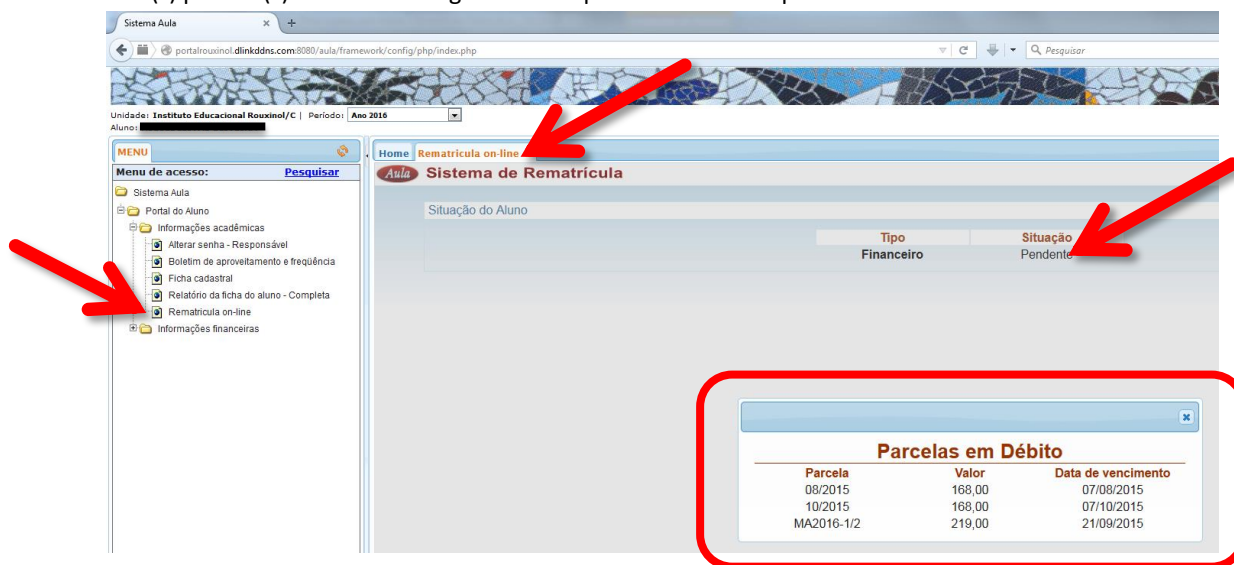 Sistema Aula × +
portalrouxinol.dlinkddns.com:8080/aula/framework/config/php/index.php
Pesquisar
Unidade: Instituto Educacional Rouxinol/C | Período: Ano 2016
Aluno:
MENU
Menu de acesso: Pesquisar
Sistema Aula
Portal do Aluno
Informações acadêmicas
Alterar senha - Responsável
Boletim de aproveitamento e freqüência
Ficha cadastral
Relatório da ficha do aluno - Completa
Rematricula on-line
Informações financeiras
Home Rematricula on-line
Aula Sistema de Rematrícula
Situação do Aluno
Tipo Situação
Financeiro Pendente
Parcelas em Débito
Parcela Valor Data de vencimento
08/2015 168,00 07/08/2015
10/2015 168,00 07/10/2015
MA2016-1/2 219,00 21/09/2015